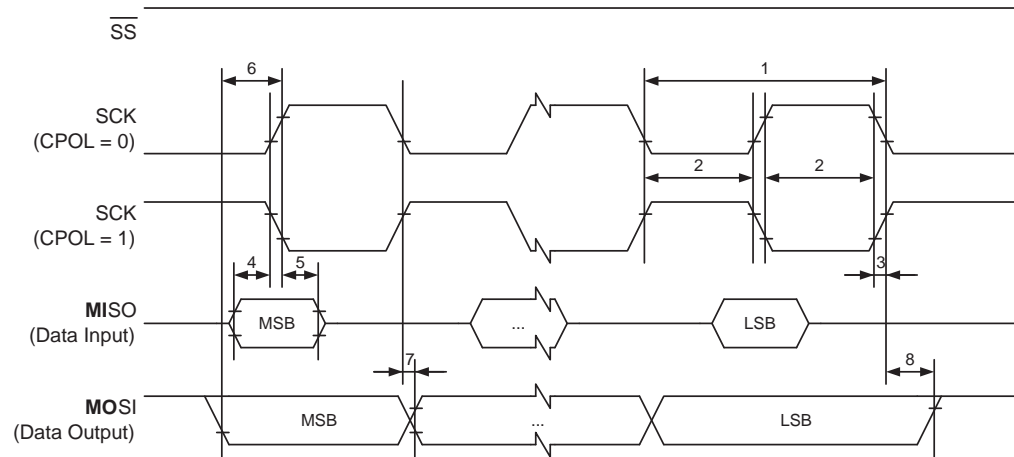 SS
6
1
SCK
(CPOL = 0)
2
2
SCK
(CPOL = 1)
4
5
3
MISO
(Data Input)
MSB
...
LSB
7
8
MOSI
(Data Output)
MSB
...
LSB